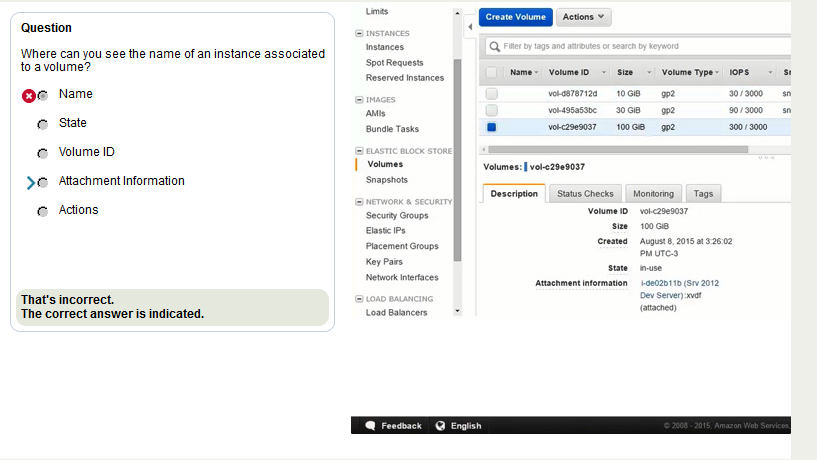 Question
Where can you see the name of an instance associated
to a volume?
Name
State
Volume ID
Attachment Information
Actions
That's incorrect.
The correct answer is indicated.
Limits
INSTANCES
Instances
Spot Requests
Reserved Instances
IMAGES
AMIs
Bundle Tasks
ELASTIC BLOCK STORE
Volumes
Snapshots
NETWORK & SECURITY
Security Groups
Elastic IPs
Placement Groups
Key Pairs
Network Interfaces
LOAD BALANCING
Load Balancers
Create Volume Actions
Filter by tags and attributes or search by keyword
Name Volume ID Size Volume Type IOPS
vol-d878712d 10 GiB gp2 30 / 3000 sn
vol-495a53bc 30 GiB gp2 90 / 3000 sn
vol-c29e9037 100 GiB gp2 300 / 3000
Volumes: vol-c29e9037
Description Status Checks Monitoring Tags
Volume ID vol-c29e9037
Size 100 GiB
Created August 8, 2015 at 3:26:02
PM UTC-3
State in-use
Attachment information i-de02b11b (Srv 2012
Dev Server):xvdf
(attached)
Feedback English © 2008 - 2015, Amazon Web Services,